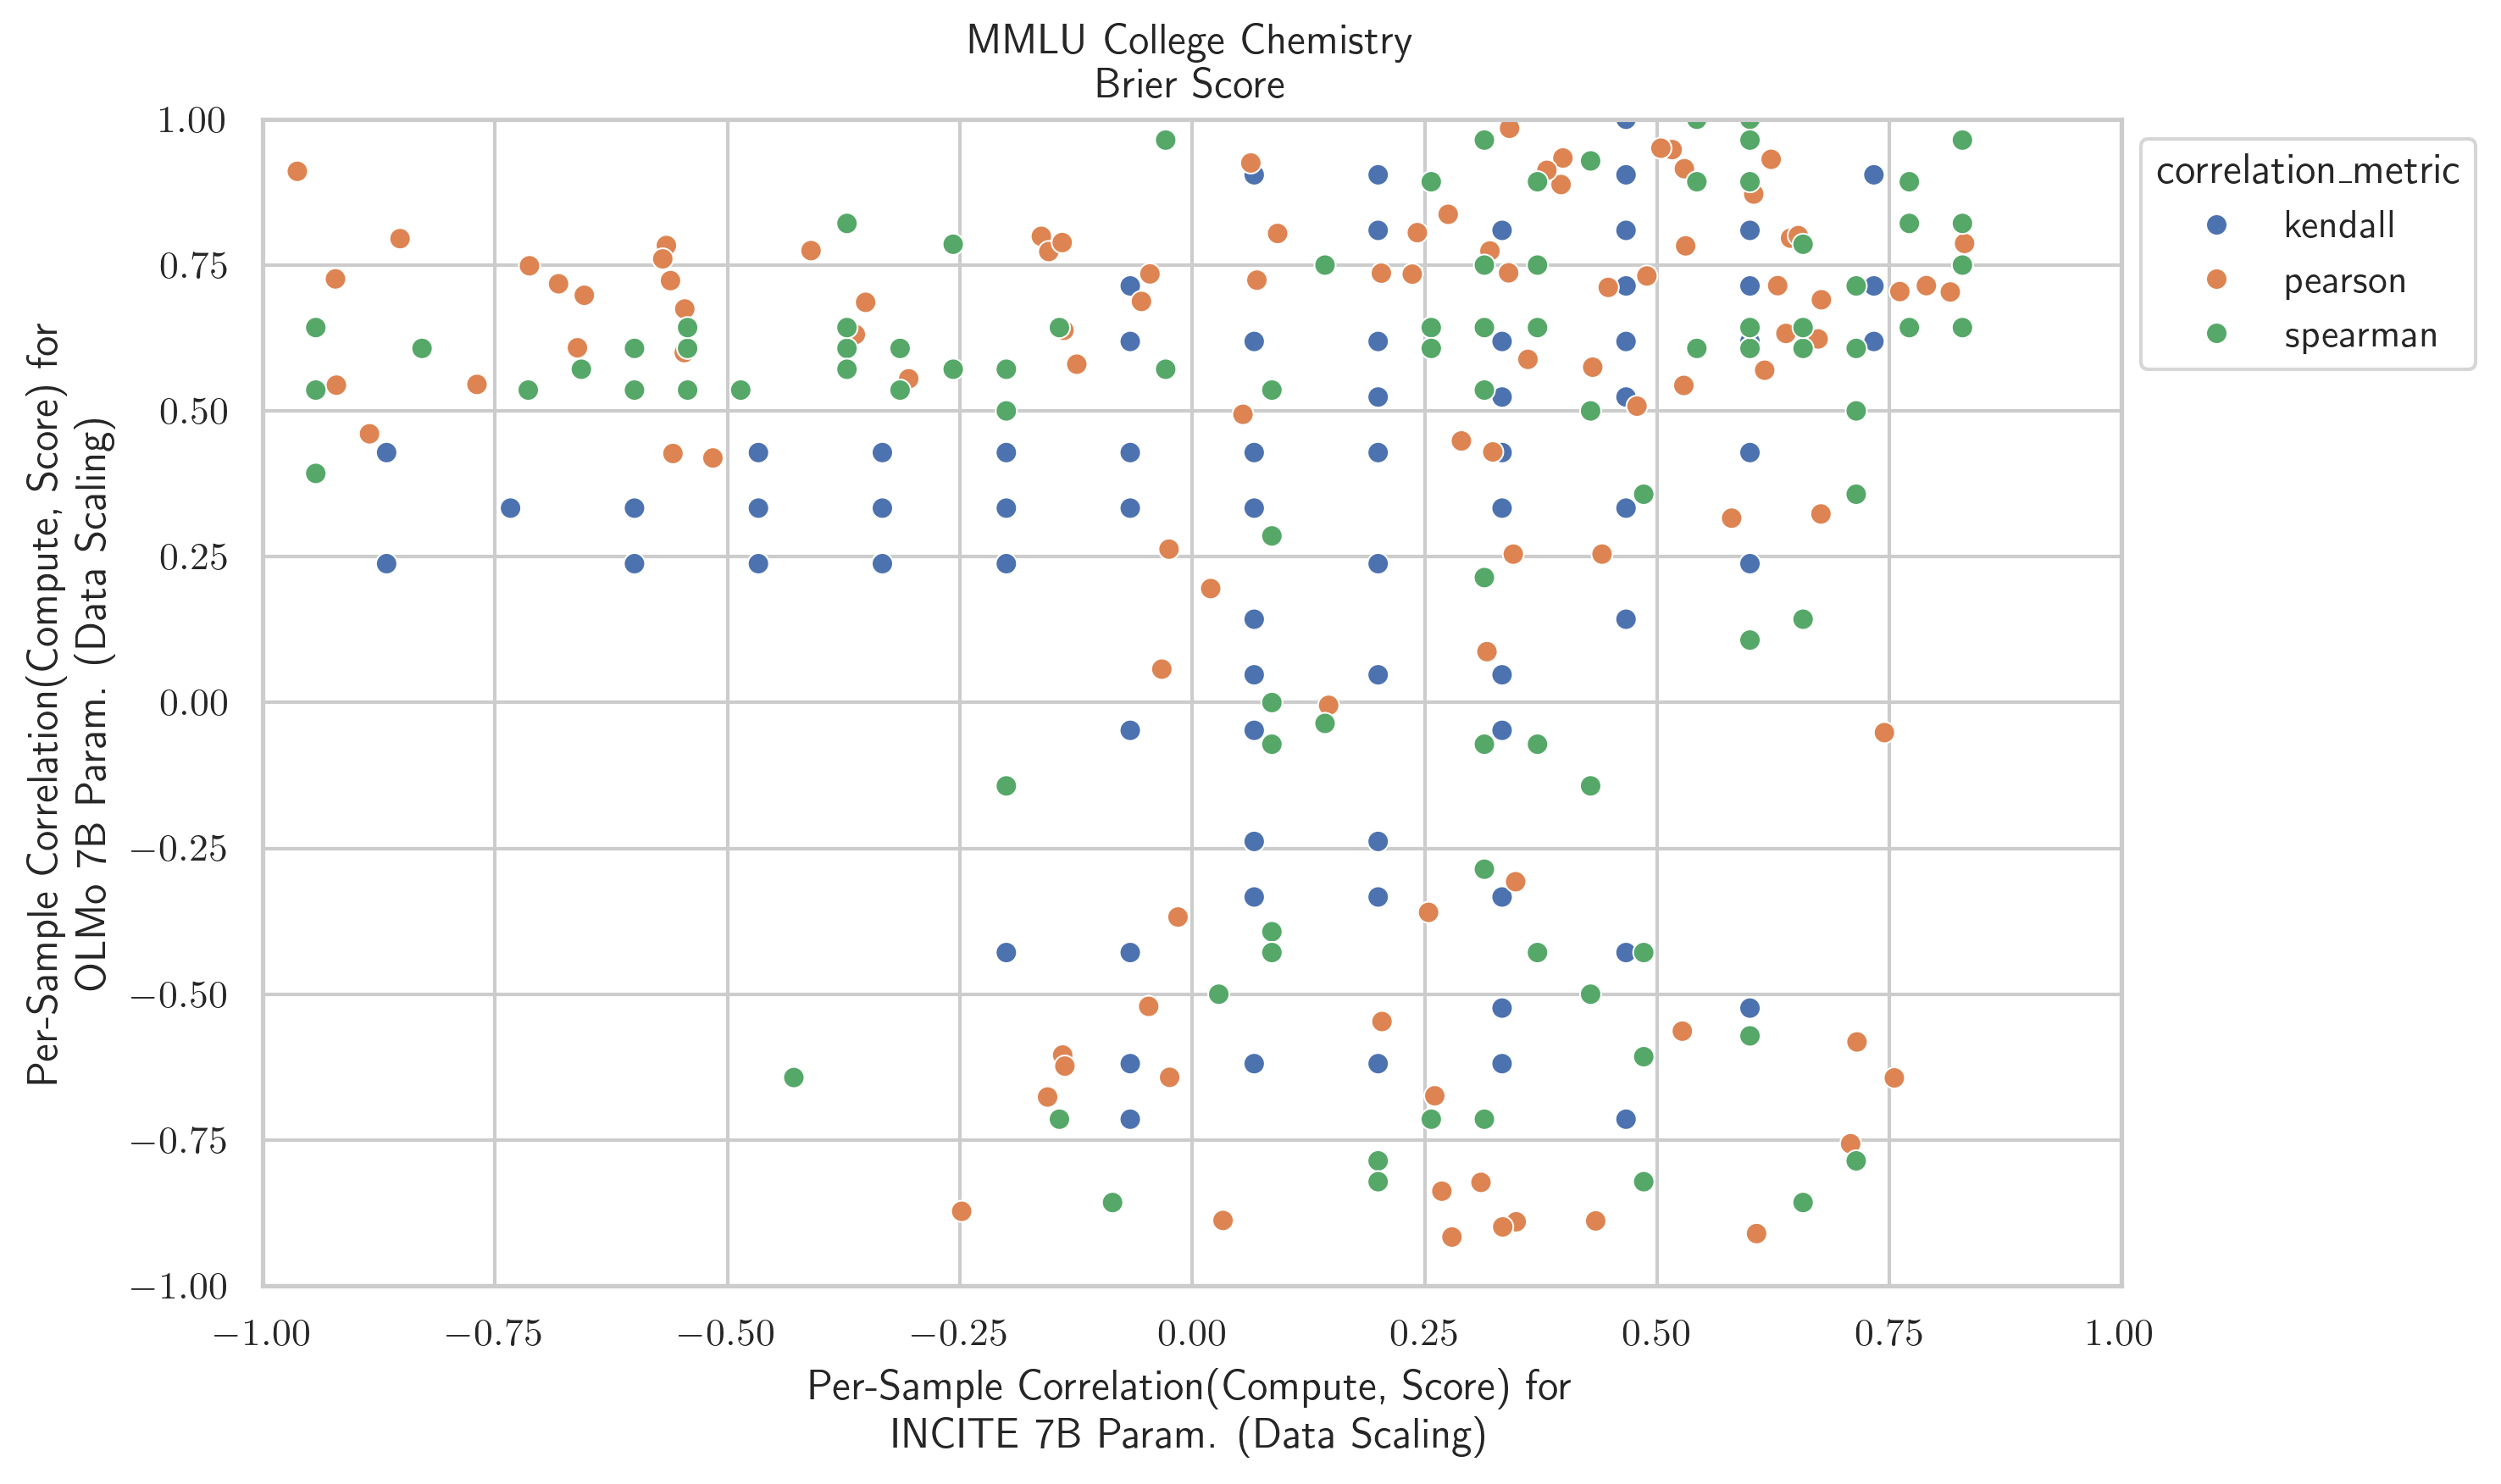 MMLU College Chemistry
Brier Score
Per-Sample Correlation(Compute, Score) for
OLMo 7B Param. (Data Scaling)
1.00
0.75
0.50
0.25
0.00
−0.25
−0.50
−0.75
−1.00
−1.00 −0.75 −0.50 −0.25 0.00 0.25 0.50 0.75 1.00
Per-Sample Correlation(Compute, Score) for
INCITE 7B Param. (Data Scaling)
correlation_metric
kendall
pearson
spearman